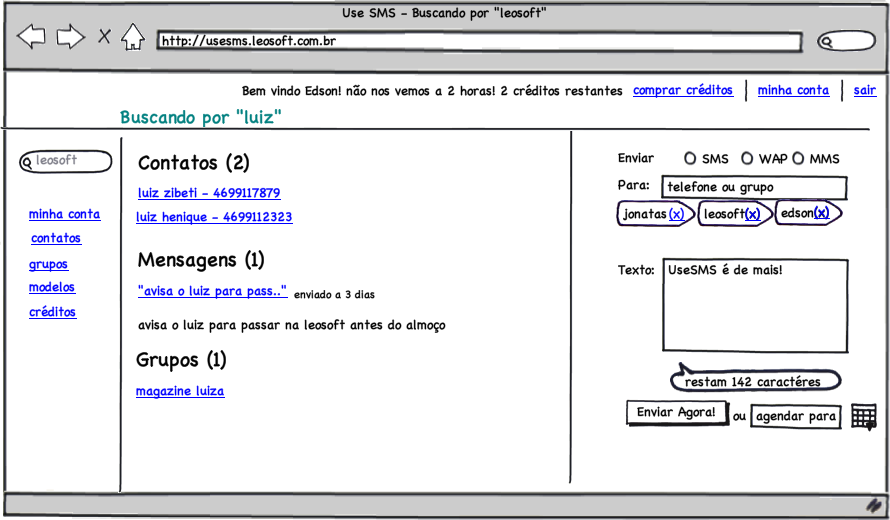 Use SMS - Buscando por "leosoft"
http://usesms.leosoft.com.br
Bem vindo Edson! não nos vemos a 2 horas! 2 créditos restantes comprar créditos minha conta sair
Buscando por "luiz"
leosoft
minha conta
contatos
grupos
modelos
créditos
Contatos (2)
luiz zibeti - 4699117879
luiz henique - 4699112323
Mensagens (1)
"avisa o luiz para pass.." enviado a 3 dias
avisa o luiz para passar na leosoft antes do almoço
Grupos (1)
magazine luiza
Enviar SMS WAP MMS
Para: telefone ou grupo
jonatas (x) leosoft(x) edson(x)
Texto: UseSMS é de mais!
restam 142 caractéres
Enviar Agora! ou agendar para